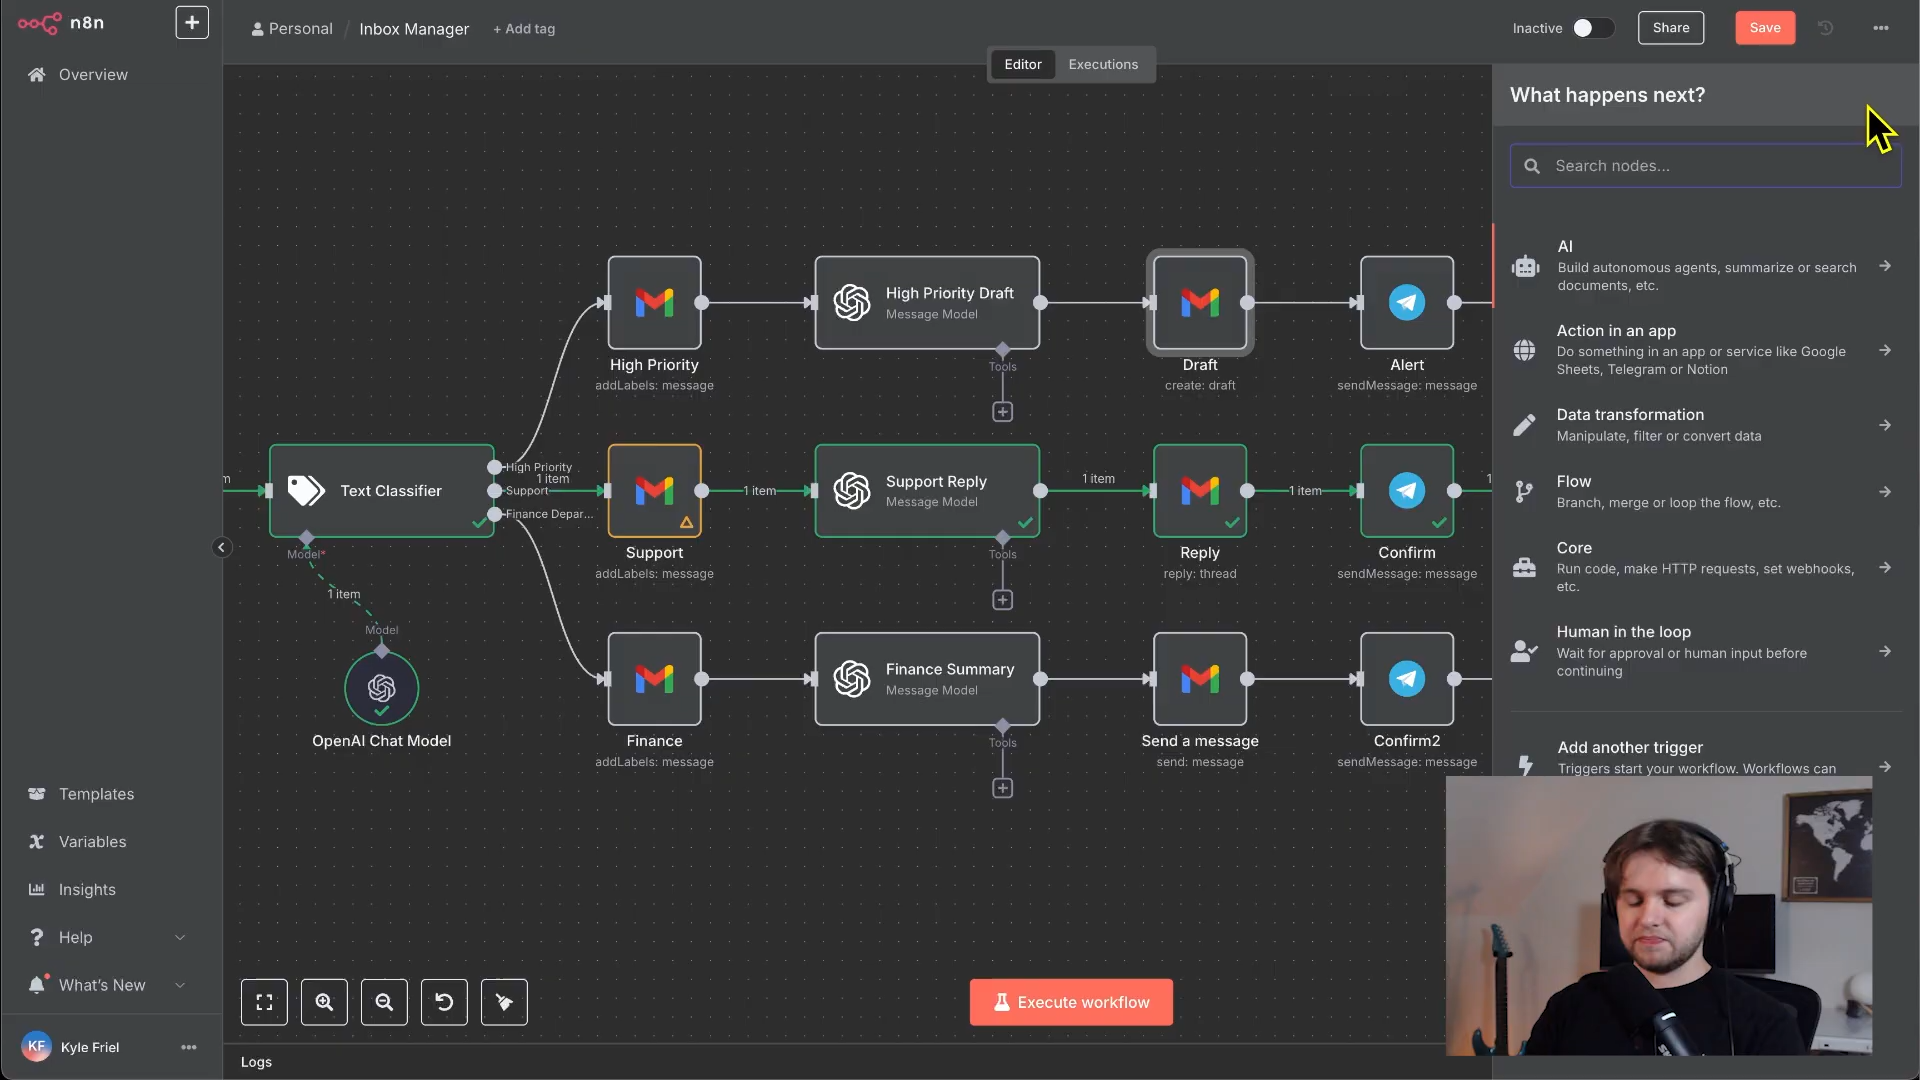 n8n
+
Personal / Inbox Manager + Add tag
Inactive
Share
Save
Editor
Executions
Overview
What happens next?
Search nodes...
AI
Build autonomous agents, summarize or search
documents, etc.
Action in an app
Do something in an app or service like Google
Sheets, Telegram or Notion
Data transformation
Manipulate, filter or convert data
Flow
Branch, merge or loop the flow, etc.
Core
Run code, make HTTP requests, set webhooks,
etc.
Human in the loop
Wait for approval or human input before
continuing
Add another trigger
Triggers start your workflow. Workflows can
High Priority
addLabels: message
High Priority Draft
Message Model
Tools
Draft
create: draft
Alert
sendMessage: message
m
Text Classifier
High Priority
1 item
Support
Finance Depar...
Model*
1 item
Model
OpenAI Chat Model
Support
addLabels: message
1 item
Support Reply
Message Model
Tools
1 item
Reply
reply: thread
1 item
Confirm
sendMessage: message
1
Finance
addLabels: message
Finance Summary
Message Model
Tools
Send a message
send: message
Confirm2
sendMessage: message
Templates
Variables
Insights
Help
What's New
KF Kyle Friel
Execute workflow
Logs